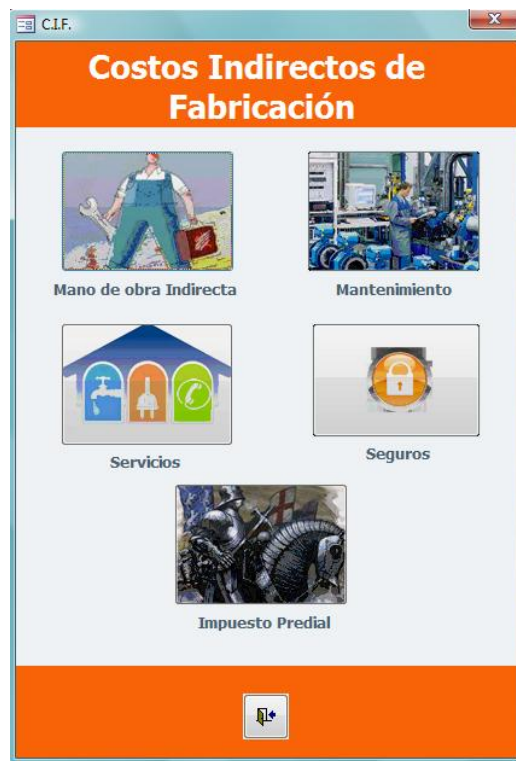 C.I.F.
Costos Indirectos de
Fabricación
Mano de obra Indirecta
Mantenimiento
Servicios
Seguros
Impuesto Predial